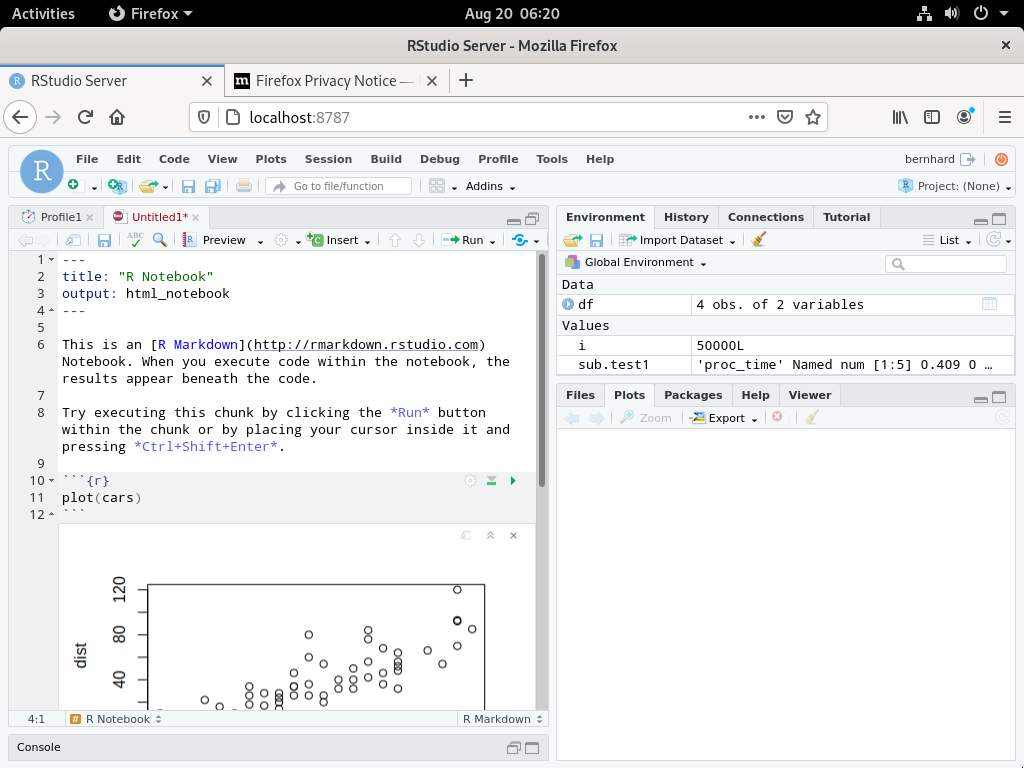 Activities Firefox Aug 20 06:20
RStudio Server - Mozilla Firefox ×
RStudio Server Firefox Privacy Notice —
localhost:8787
File Edit Code View Plots Session Build Debug Profile Tools Help bernhard
Go to file/function Addins Project: (None)
Profile1 Untitled1*
ABC Preview Insert Run
1 ---
2 title: "R Notebook"
3 output: html_notebook
4 ---
5
6 This is an [R Markdown](http://rmarkdown.rstudio.com)
Notebook. When you execute code within the notebook, the
results appear beneath the code.
7
8 Try executing this chunk by clicking the *Run* button
within the chunk or by placing your cursor inside it and
pressing *Ctrl+Shift+Enter*.
9
10 ```{r}
11 plot(cars)
12 ```
120
80
40
dist
4:1 # R Notebook R Markdown
Console
Environment History Connections Tutorial
Import Dataset List
Global Environment
Data
df 4 obs. of 2 variables
Values
i 50000L
sub.test1 'proc_time' Named num [1:5] 0.409 0 …
Files Plots Packages Help Viewer
Zoom Export